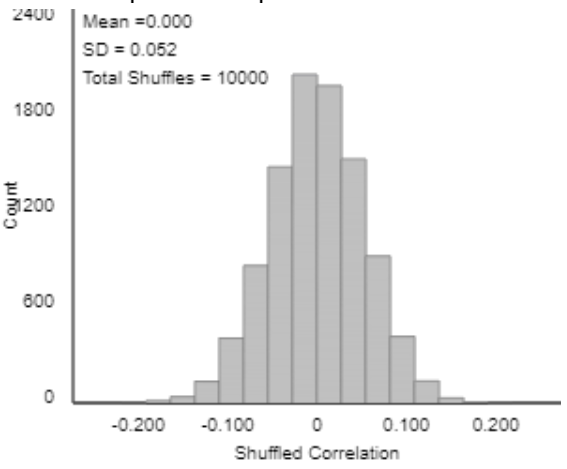 2400
Mean =0.000
SD = 0.052
Total Shuffles = 10000
1800
Count
1200
600
0
-0.200 -0.100 0 0.100 0.200
Shuffled Correlation